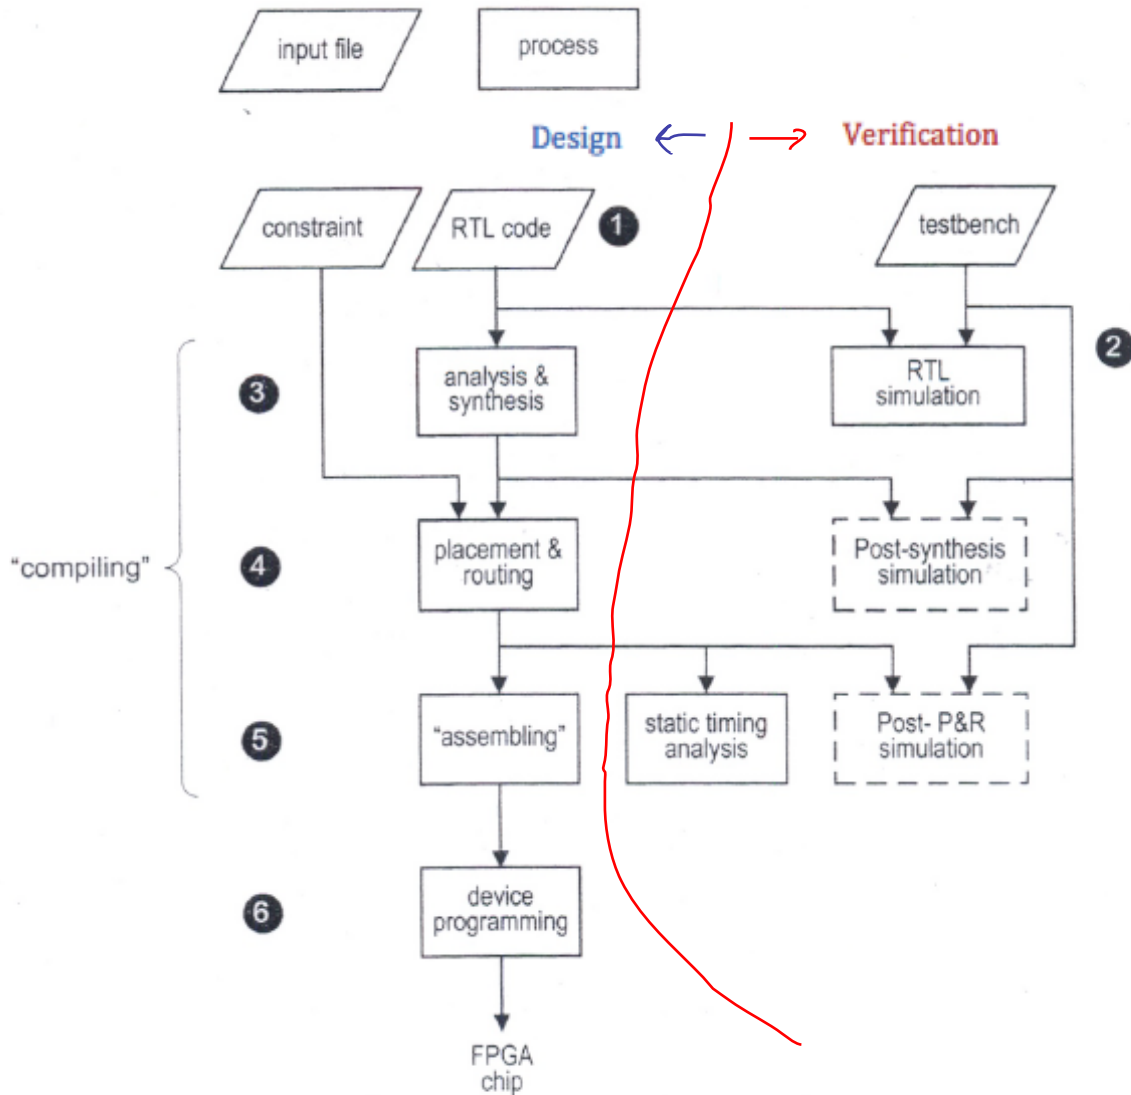 input file
process
Design
Verification
constraint
RTL code
1
testbench
2
3
analysis &
synthesis
RTL
simulation
"compiling"
4
placement &
routing
Post-synthesis
simulation
5
"assembling"
static timing
analysis
Post- P&R
simulation
6
device
programming
FPGA
chip